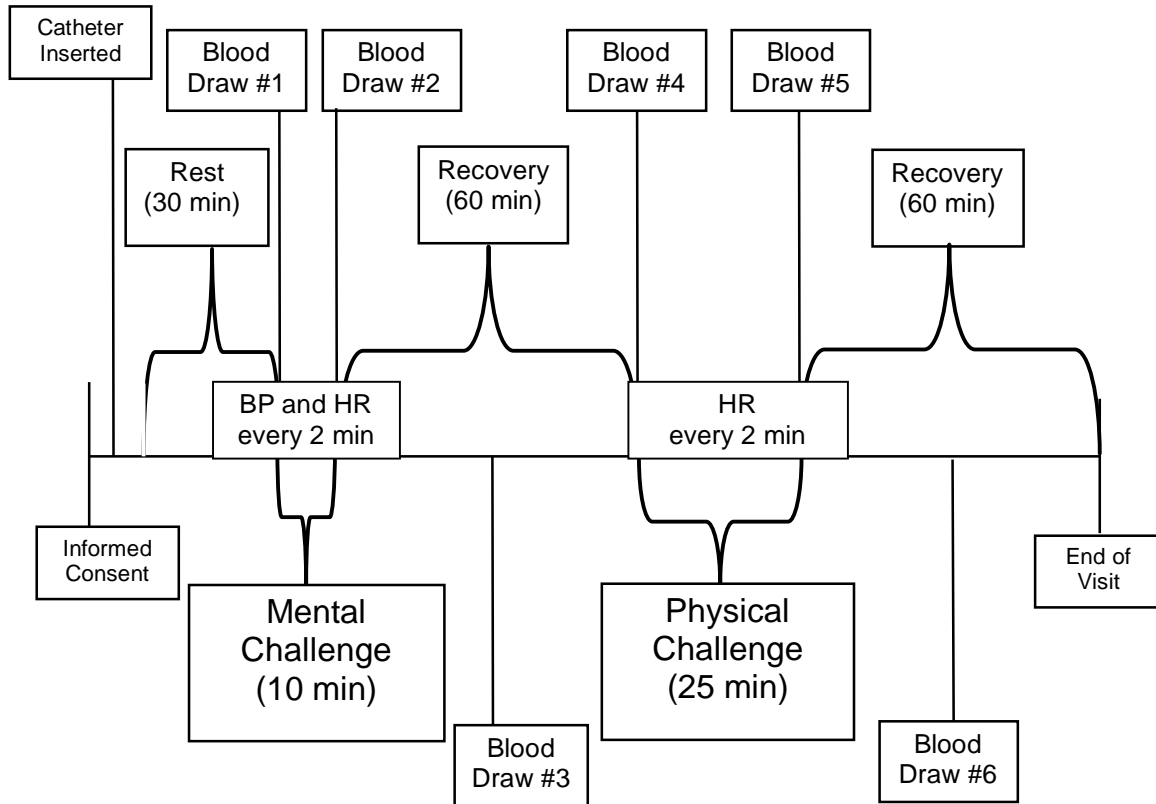 Catheter
Inserted
Blood
Draw #1
Blood
Draw #2
Blood
Draw #4
Blood
Draw #5
Rest
(30 min)
Recovery
(60 min)
Recovery
(60 min)
BP and HR
every 2 min
HR
every 2 min
Informed
Consent
End of
Visit
Mental
Challenge
(10 min)
Physical
Challenge
(25 min)
Blood
Draw #3
Blood
Draw #6